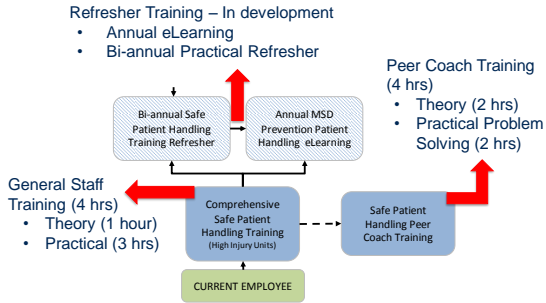 Refresher Training – In development
• Annual eLearning
• Bi-annual Practical Refresher
Peer Coach Training
(4 hrs)
• Theory (2 hrs)
• Practical Problem
Solving (2 hrs)
Bi-annual Safe
Patient Handling
Training Refresher
Annual MSD
Prevention Patient
Handling eLearning
General Staff
Training (4 hrs)
• Theory (1 hour)
• Practical (3 hrs)
Comprehensive
Safe Patient
Handling Training
(High Injury Units)
Safe Patient
Handling Peer
Coach Training
CURRENT EMPLOYEE